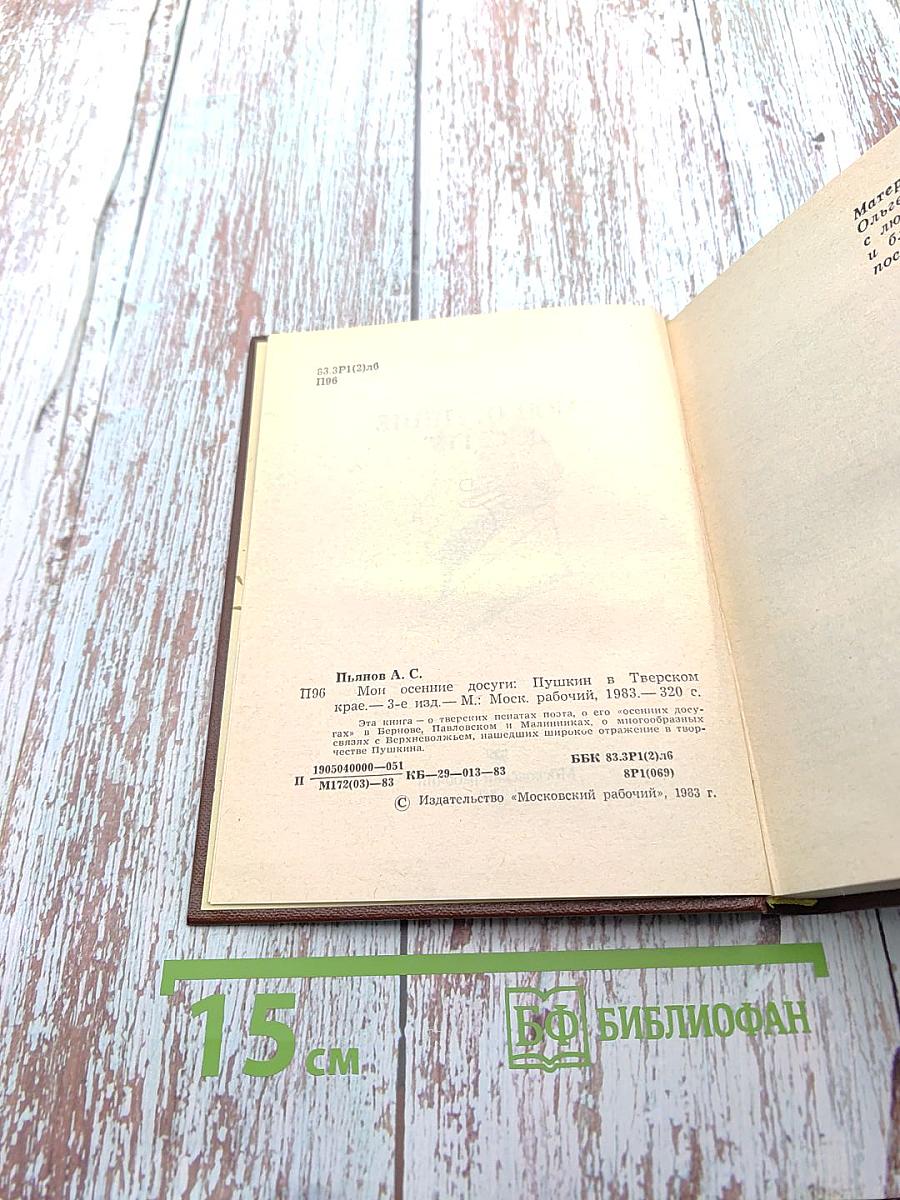 83.3Р1(2)лб
П96
Пьянов А. С.
П96 Мои осенние досуги: Пушкин в Тверском
крае.— 3-е изд.— М.: Моск. рабочий, 1983.— 320 с.
Эта книга — о тверских пенатах поэта, о его «осенних досу-
гах» в Бернове, Павловском и Малинниках, о многообразных
связях с Верхневолжьем, нашедших широкое отражение в твор-
честве Пушкина.
П 1905040000—051
М172(03)—83 КБ—29—013—83
ББК 83.3Р1(2)лб
8Р1(069)
© Издательство «Московский рабочий», 1983 г.
Ольге
с
и
15 см
БФ БИБЛИОФАН